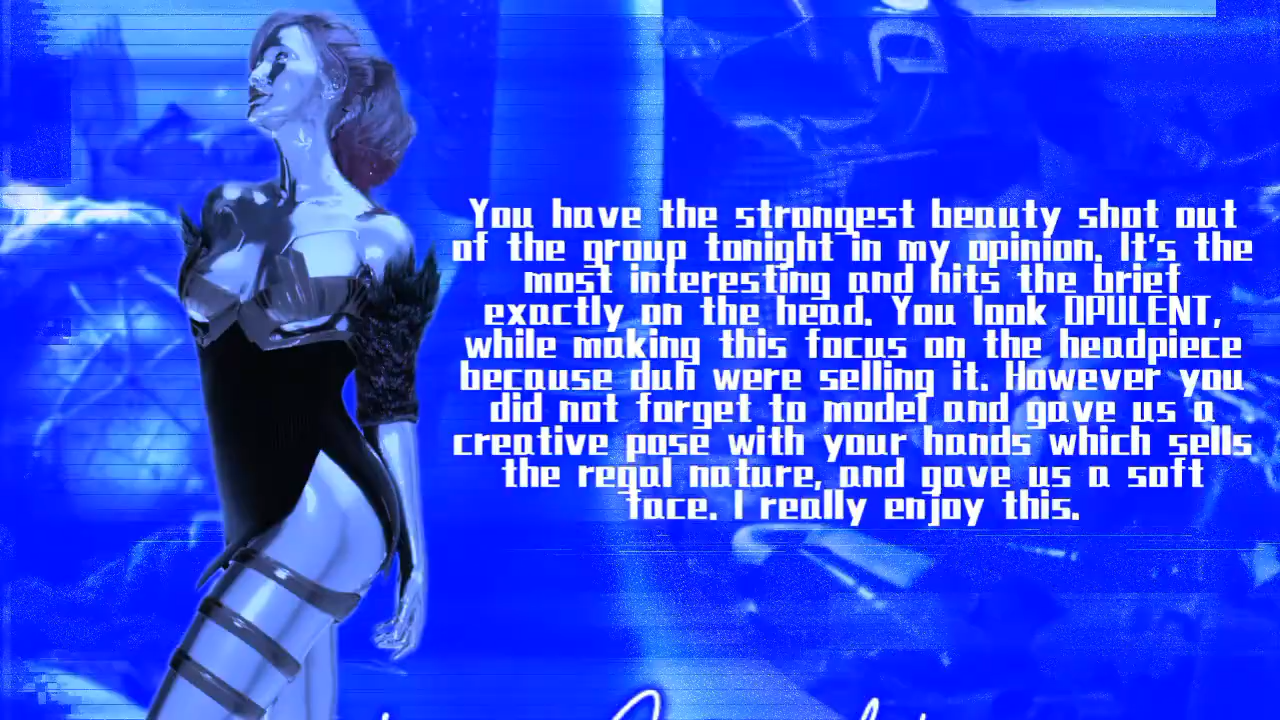 You have the strongest beauty shot out
of the group tonight in my opinion. It's the
most interesting and hits the brief
exactly on the head. You look OPULENT,
while making this focus on the headpiece
because duh were selling it. However you
did not forget to model and gave us a
creative pose with your hands which sells
the regal nature, and gave us a soft
face. I really enjoy this.